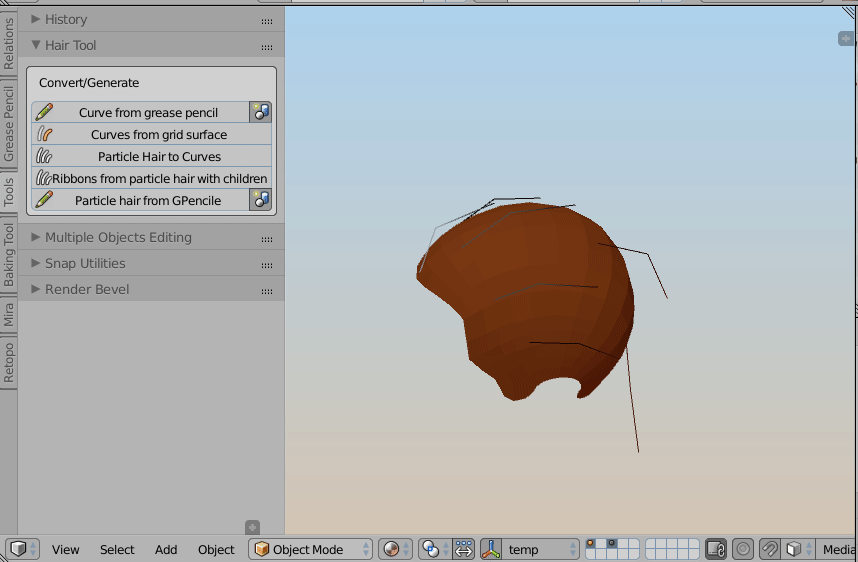 Relations
Grease Pencil
Tools
Baking Tool
Mira
Retopo
History
Hair Tool
Convert/Generate
Curve from grease pencil
Curves from grid surface
Particle Hair to Curves
Ribbons from particle hair with children
Particle hair from GPencile
Multiple Objects Editing
Snap Utilities
Render Bevel
View Select Add Object Object Mode temp Media